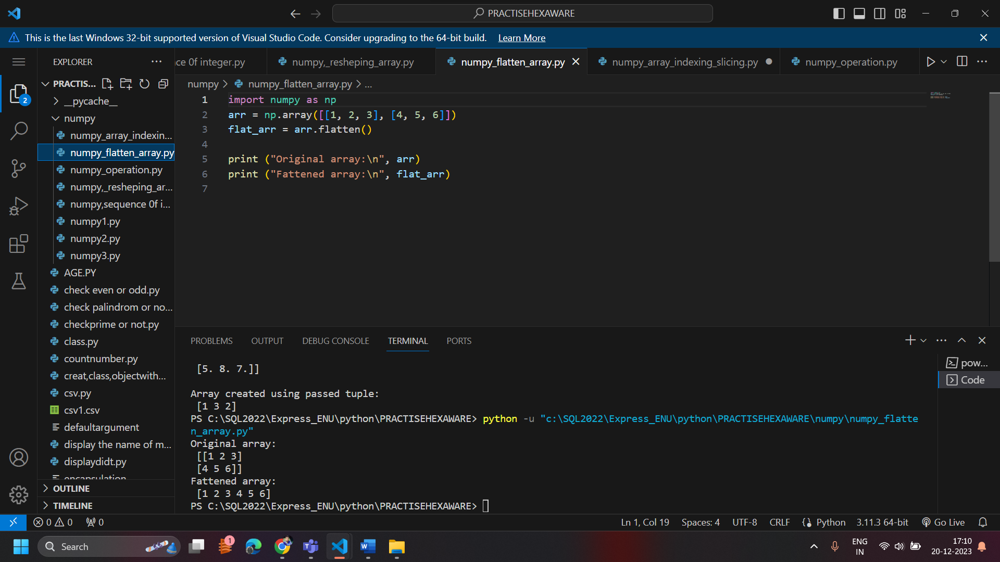 PRACTISEHEXAWARE
This is the last Windows 32-bit supported version of Visual Studio Code. Consider upgrading to the 64-bit build. Learn More
EXPLORER
ce 0f integer.py
numpy,_resheping_array.py
numpy_flatten_array.py
numpy_array_indexing_slicing.py
numpy_operation.py
PRACTIS...
__pycache__
numpy
numpy_array_indexin...
numpy_flatten_array.py
numpy_operation.py
numpy,_resheping_ar...
numpy,sequence 0f i...
numpy1.py
numpy2.py
numpy3.py
AGE.PY
check even or odd.py
check palindrom or no...
checkprime or not.py
class.py
countnumber.py
creat,class,objectwith...
csv.py
csv1.csv
defaultargument
display the name of m...
displaydidt.py
encapsulation
OUTLINE
TIMELINE
2
numpy > numpy_flatten_array.py > ...
1 import numpy as np
2 arr = np.array([[1, 2, 3], [4, 5, 6]])
3 flat_arr = arr.flatten()
4
5 print ("Original array:\n", arr)
6 print ("Fattened array:\n", flat_arr)
7
PROBLEMS OUTPUT DEBUG CONSOLE TERMINAL PORTS
[5. 8. 7.]]
Array created using passed tuple:
[1 3 2]
PS C:\SQL2022\Express_ENU\python\PRACTISEHEXAWARE> python -u "c:\SQL2022\Express_ENU\python\PRACTISEHEXAWARE\numpy\numpy_flatte
n_array.py"
Original array:
[[1 2 3]
[4 5 6]]
Fattened array:
[1 2 3 4 5 6]
PS C:\SQL2022\Express_ENU\python\PRACTISEHEXAWARE>
pow...
Code
0 0 0
Ln 1, Col 19 Spaces: 4 UTF-8 CRLF Python 3.11.3 64-bit Go Live
Search
1
ENG
IN
17:10
20-12-2023